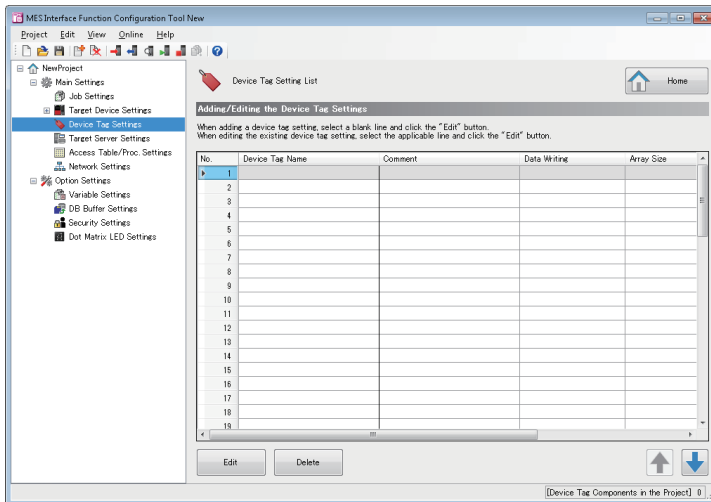 MES Interface Function Configuration Tool New
Project Edit View Online Help
NewProject
Main Settings
Job Settings
Target Device Settings
Device Tag Settings
Target Server Settings
Access Table/Proc. Settings
Network Settings
Option Settings
Variable Settings
DB Buffer Settings
Security Settings
Dot Matrix LED Settings
Device Tag Setting List
Home
Adding/Editing the Device Tag Settings
When adding a device tag setting, select a blank line and click the "Edit" button.
When editing the existing device tag setting, select the applicable line and click the "Edit" button.
No. Device Tag Name Comment Data Writing Array Size
1
2
3
4
5
6
7
8
9
10
11
12
13
14
15
16
17
18
19
Edit Delete
[Device Tag Components in the Project] 0